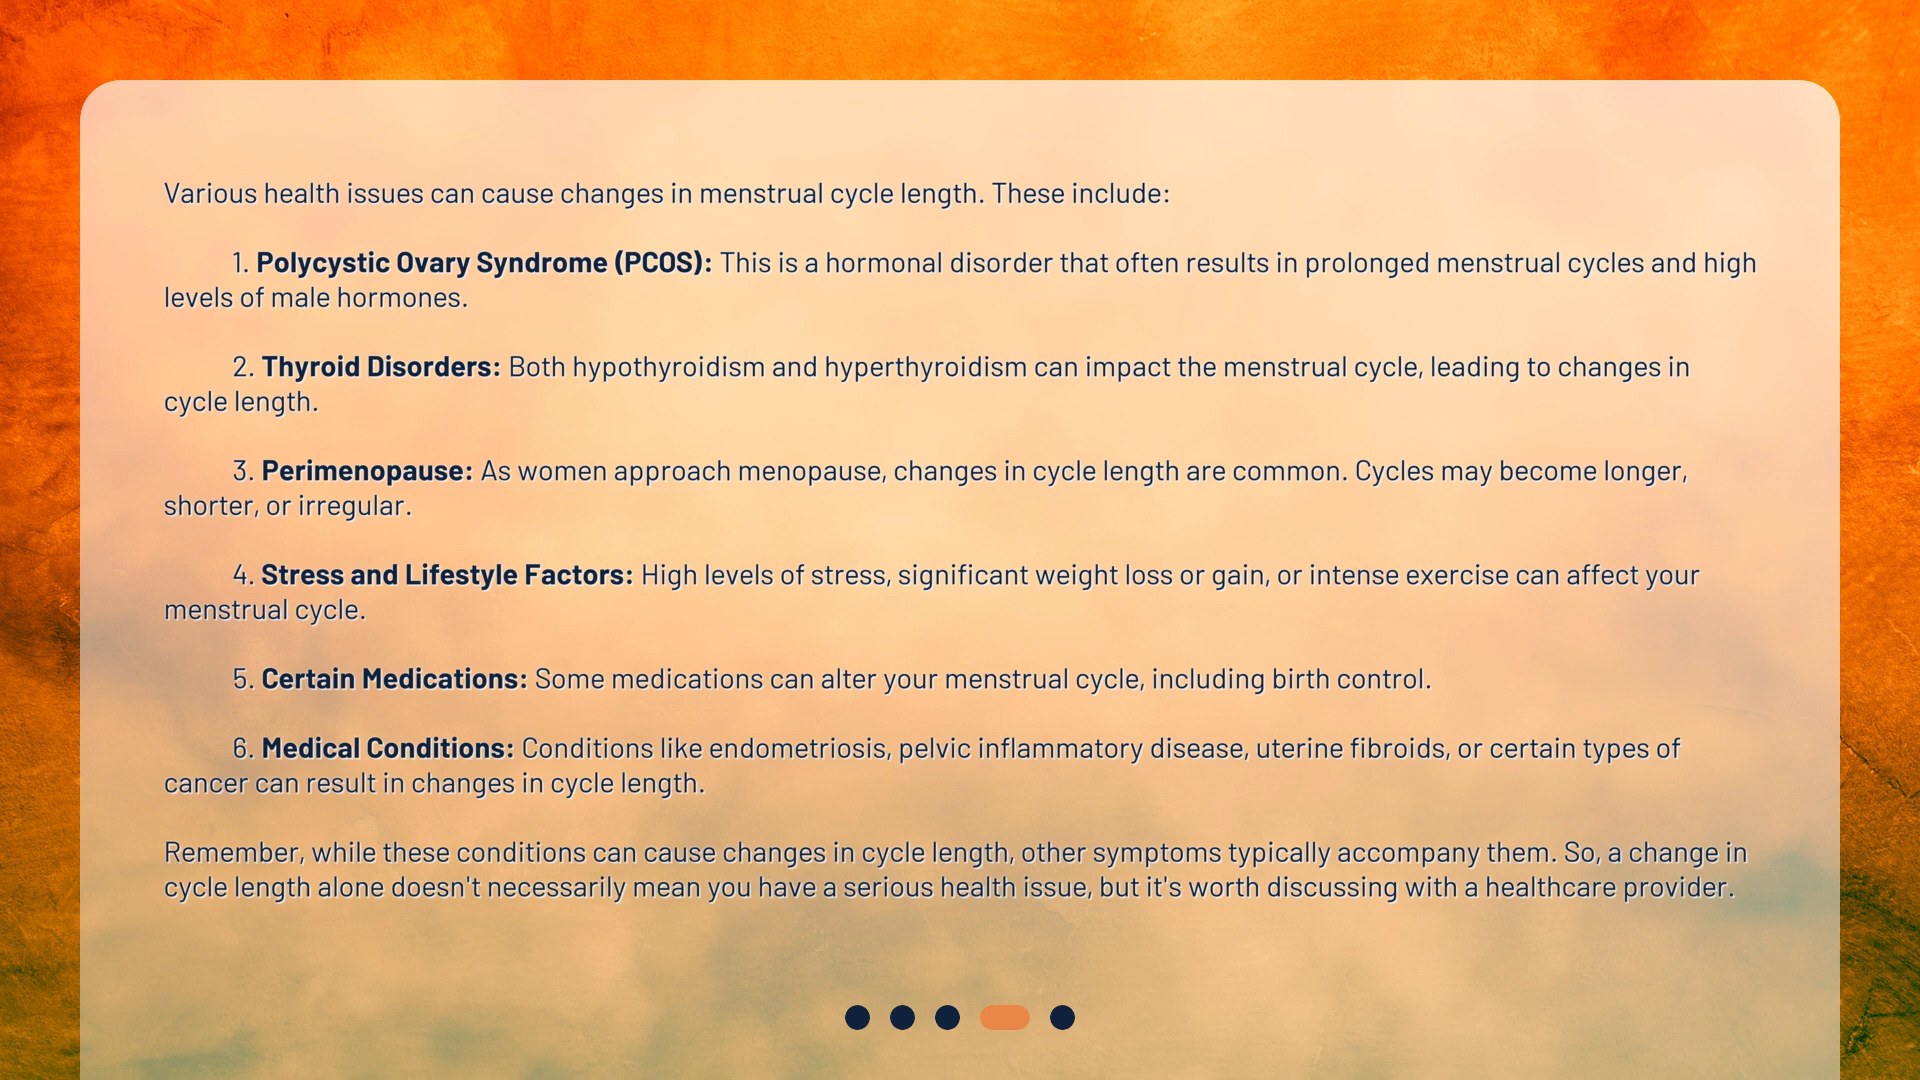 Various health issues can cause changes in menstrual cycle length. These include:
1. Polycystic Ovary Syndrome (PCOS): This is a hormonal disorder that often results in prolonged menstrual cycles and high
levels of male hormones.
2. Thyroid Disorders: Both hypothyroidism and hyperthyroidism can impact the menstrual cycle, leading to changes in
cycle length.
3. Perimenopause: As women approach menopause, changes in cycle length are common. Cycles may become longer,
shorter, or irregular.
4. Stress and Lifestyle Factors: High levels of stress, significant weight loss or gain, or intense exercise can affect your
menstrual cycle.
5. Certain Medications: Some medications can alter your menstrual cycle, including birth control.
6. Medical Conditions: Conditions like endometriosis, pelvic inflammatory disease, uterine fibroids, or certain types of
cancer can result in changes in cycle length.
Remember, while these conditions can cause changes in cycle length, other symptoms typically accompany them. So, a change in
cycle length alone doesn't necessarily mean you have a serious health issue, but it's worth discussing with a healthcare provider.